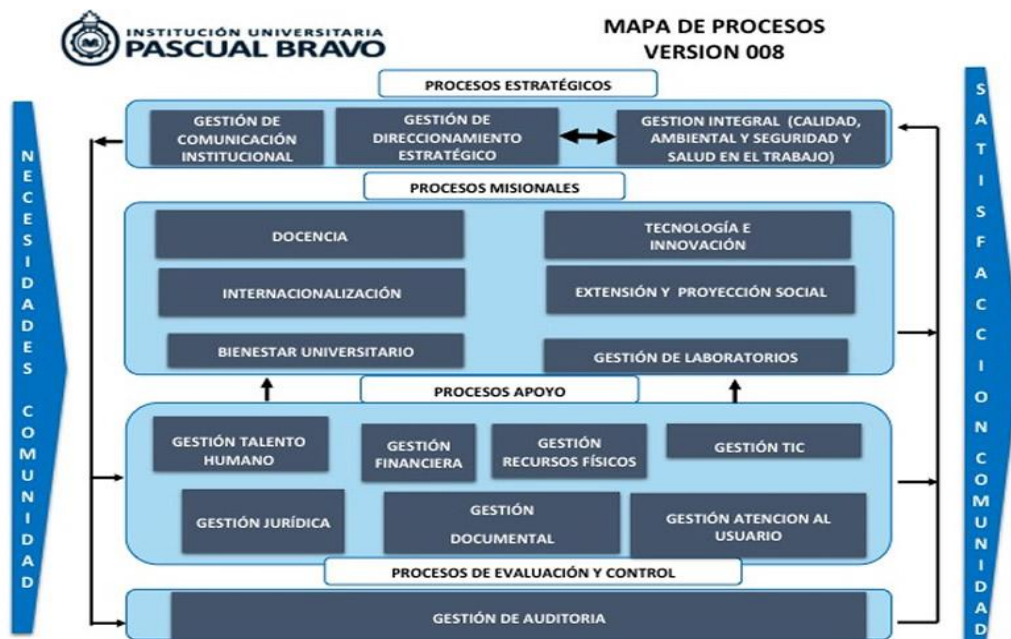 INSTITUCIÓN UNIVERSITARIA
PASCUAL BRAVO
MAPA DE PROCESOS
VERSION 008
NECESIDADES COMUNIDAD
PROCESOS ESTRATÉGICOS
GESTIÓN DE
COMUNICACIÓN
INSTITUCIONAL
GESTIÓN DE
DIRECCIONAMIENTO
ESTRATÉGICO
GESTION INTEGRAL (CALIDAD,
AMBIENTAL Y SEGURIDAD Y
SALUD EN EL TRABAJO)
PROCESOS MISIONALES
DOCENCIA
TECNOLOGÍA E
INNOVACIÓN
INTERNACIONALIZACIÓN
EXTENSIÓN Y PROYECCIÓN SOCIAL
BIENESTAR UNIVERSITARIO
GESTIÓN DE LABORATORIOS
PROCESOS APOYO
GESTIÓN TALENTO
HUMANO
GESTIÓN
FINANCIERA
GESTIÓN
RECURSOS FÍSICOS
GESTIÓN TIC
GESTIÓN JURÍDICA
GESTIÓN
DOCUMENTAL
GESTIÓN ATENCION AL
USUARIO
PROCESOS DE EVALUACIÓN Y CONTROL
GESTIÓN DE AUDITORIA
SATISFACCION COMUNIDAD